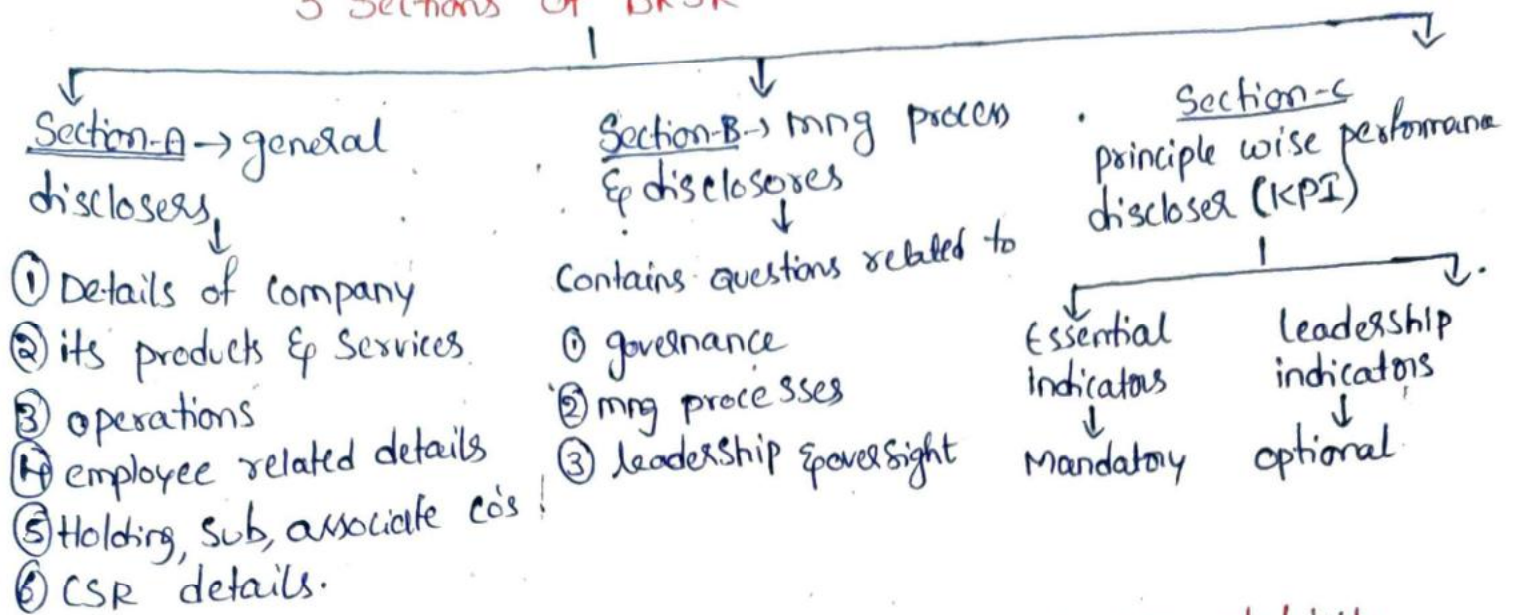 3 Sections of BRSR
Section-A → general
disclosers
① Details of company
② its products & Services
③ operations
④ employee related details
⑤ Holding, Sub, associate co's
⑥ CSR details.
Section-B → mng process
& disclosores
Contains questions related to
① governance
② mng processes
③ leadership & oversight
Section-C
principle wise performance
discloser (KPI)
Essential
Indicators
Mandatory
leadership
indicators
optional